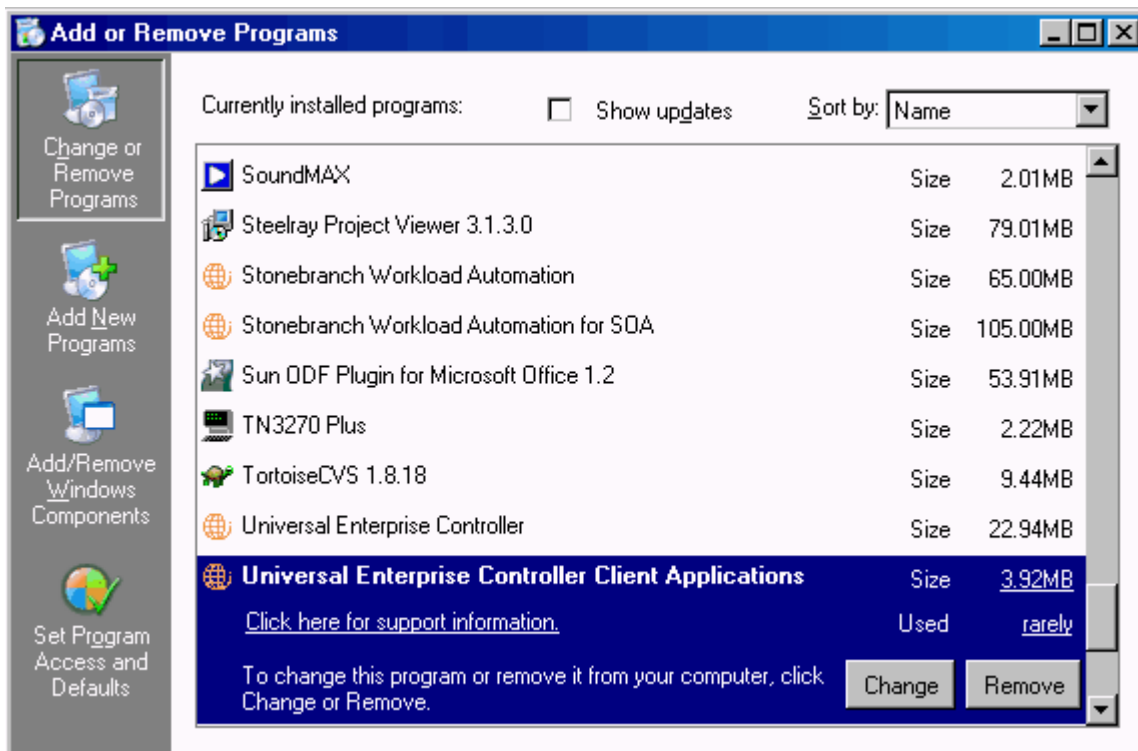 Add or Remove Programs
Change or
Remove
Programs
Add New
Programs
Add/Remove
Windows
Components
Set Program
Access and
Defaults
Currently installed programs: Show updates Sort by: Name
SoundMAX Size 2.01MB
Steelray Project Viewer 3.1.3.0 Size 79.01MB
Stonebranch Workload Automation Size 65.00MB
Stonebranch Workload Automation for SOA Size 105.00MB
Sun ODF Plugin for Microsoft Office 1.2 Size 53.91MB
TN3270 Plus Size 2.22MB
TortoiseCVS 1.8.18 Size 9.44MB
Universal Enterprise Controller Size 22.94MB
Universal Enterprise Controller Client Applications Size 3.92MB
Click here for support information. Used rarely
To change this program or remove it from your computer, click
Change or Remove.
Change Remove